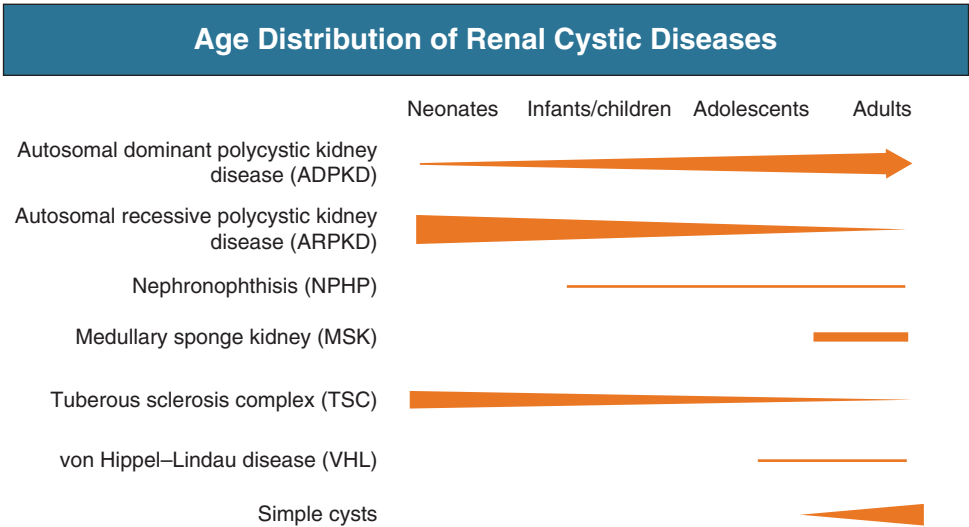 Age Distribution of Renal Cystic Diseases
Neonates Infants/children Adolescents Adults
Autosomal dominant polycystic kidney
disease (ADPKD)
Autosomal recessive polycystic kidney
disease (ARPKD)
Nephronophthisis (NPHP)
Medullary sponge kidney (MSK)
Tuberous sclerosis complex (TSC)
von Hippel–Lindau disease (VHL)
Simple cysts